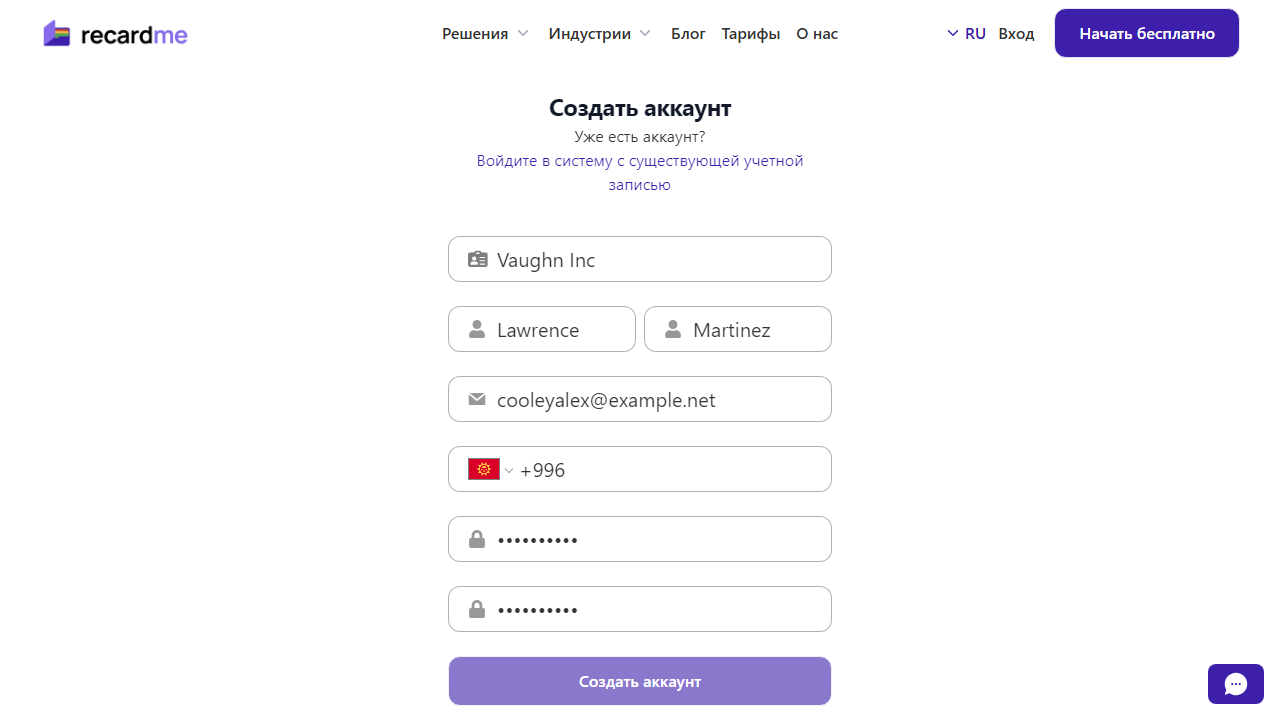 recardme
Решения
Индустрии
Блог
Тарифы
О нас
RU
Вход
Начать бесплатно
Создать аккаунт
Уже есть аккаунт?
Войдите в систему с существующей учетной
записью
Vaughn Inc
Lawrence
Martinez
cooleyalex@example.net
+996
••••••••••
••••••••••
Создать аккаунт